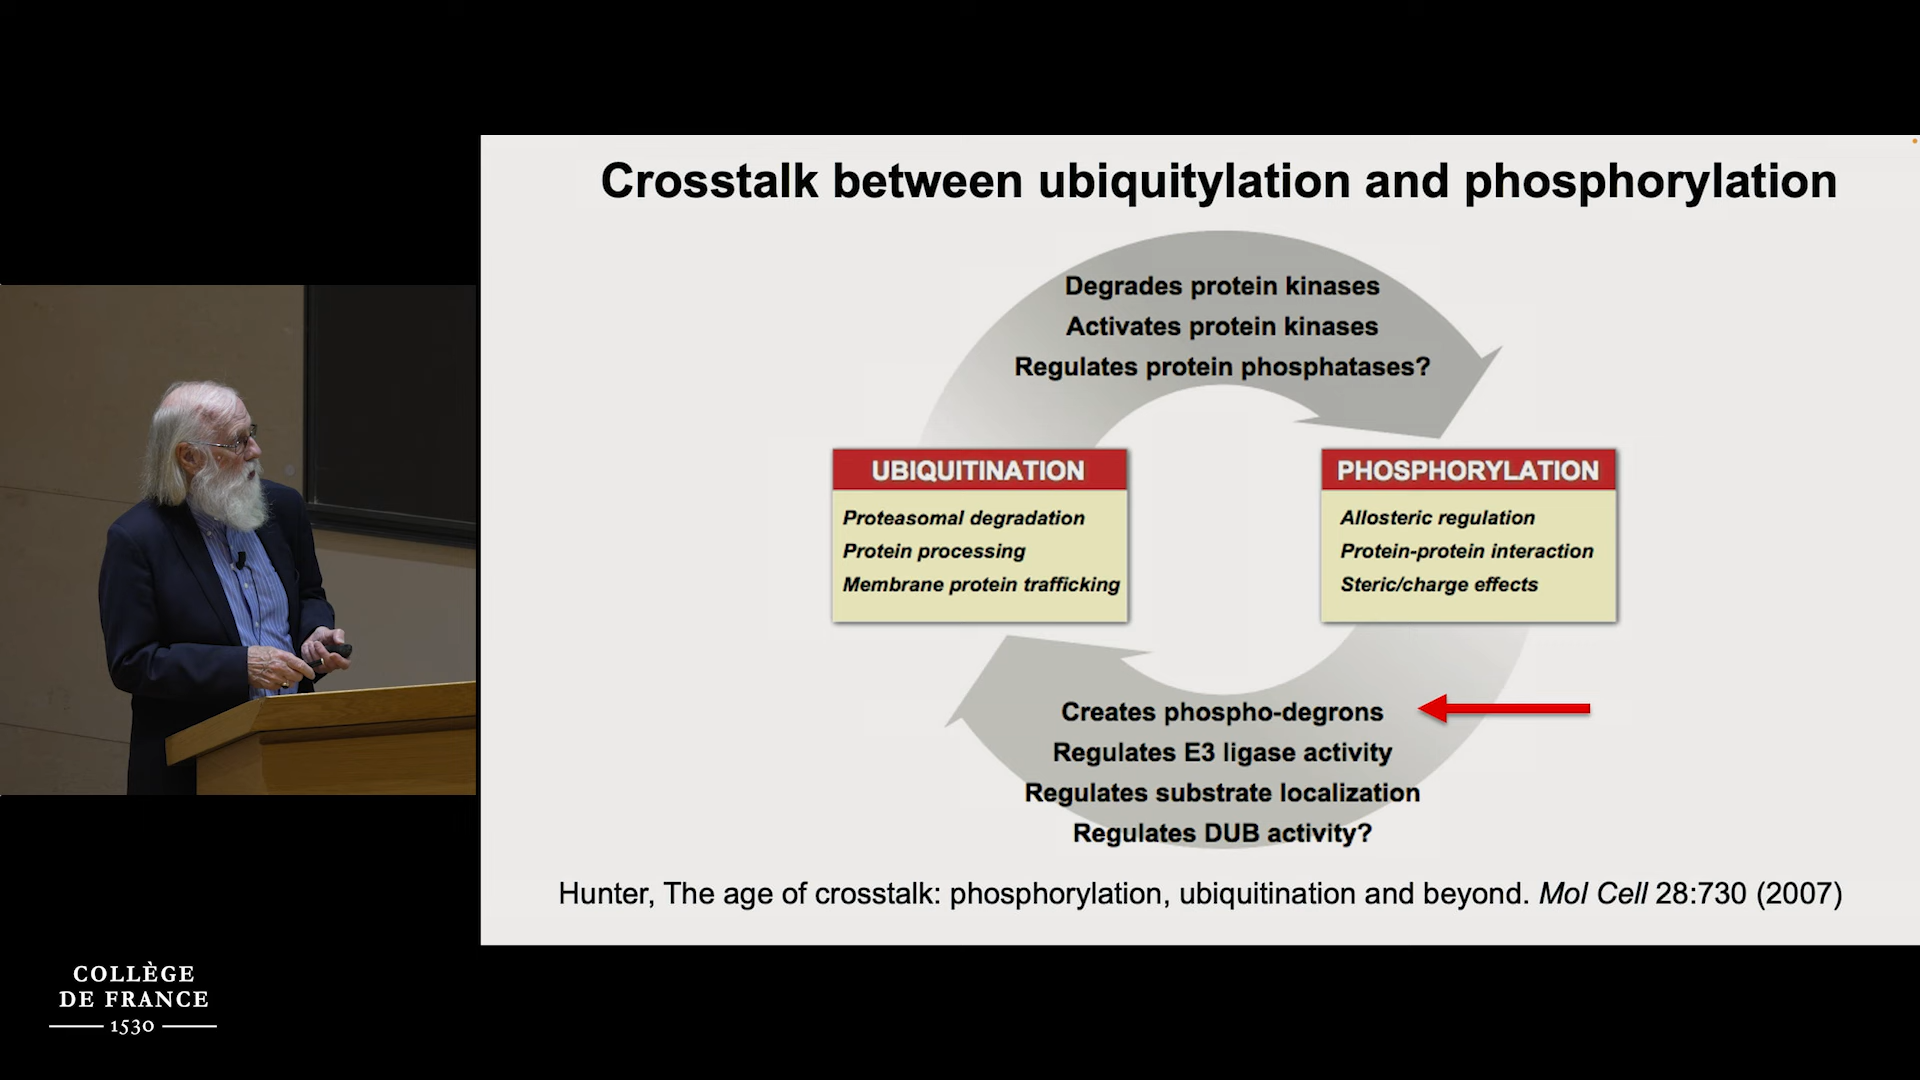 Crosstalk between ubiquitylation and phosphorylation
Degrades protein kinases
Activates protein kinases
Regulates protein phosphatases?
UBIQUITINATION
Proteasomal degradation
Protein processing
Membrane protein trafficking
PHOSPHORYLATION
Allosteric regulation
Protein-protein interaction
Steric/charge effects
Creates phospho-degrons
Regulates E3 ligase activity
Regulates substrate localization
Regulates DUB activity?
Hunter, The age of crosstalk: phosphorylation, ubiquitination and beyond. Mol Cell 28:730 (2007)
COLLÈGE
DE FRANCE
1530